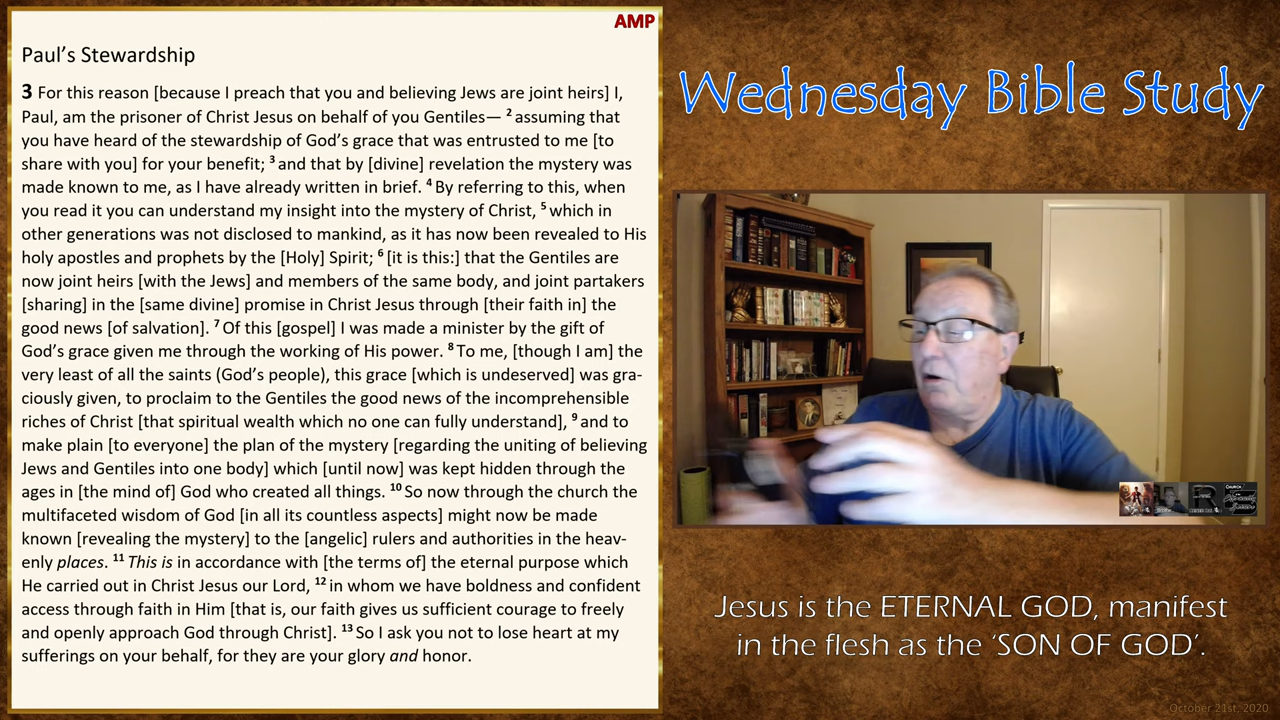 AMP
Paul's Stewardship
3 For this reason [because I preach that you and believing Jews are joint heirs] I,
Paul, am the prisoner of Christ Jesus on behalf of you Gentiles— 2 assuming that
you have heard of the stewardship of God's grace that was entrusted to me [to
share with you] for your benefit; 3 and that by [divine] revelation the mystery was
made known to me, as I have already written in brief. 4 By referring to this, when
you read it you can understand my insight into the mystery of Christ, 5 which in
other generations was not disclosed to mankind, as it has now been revealed to His
holy apostles and prophets by the [Holy] Spirit; 6 [it is this:] that the Gentiles are
now joint heirs [with the Jews] and members of the same body, and joint partakers
[sharing] in the [same divine] promise in Christ Jesus through [their faith in] the
good news [of salvation]. 7 Of this [gospel] I was made a minister by the gift of
God's grace given me through the working of His power. 8 To me, [though I am] the
very least of all the saints (God's people), this grace [which is undeserved] was gra-
ciously given, to proclaim to the Gentiles the good news of the incomprehensible
riches of Christ [that spiritual wealth which no one can fully understand], 9 and to
make plain [to everyone] the plan of the mystery [regarding the uniting of believing
Jews and Gentiles into one body] which [until now] was kept hidden through the
ages in [the mind of] God who created all things. 10 So now through the church the
multifaceted wisdom of God [in all its countless aspects] might now be made
known [revealing the mystery] to the [angelic] rulers and authorities in the heav-
enly places. 11 This is in accordance with [the terms of] the eternal purpose which
He carried out in Christ Jesus our Lord, 12 in whom we have boldness and confident
access through faith in Him [that is, our faith gives us sufficient courage to freely
and openly approach God through Christ]. 13 So I ask you not to lose heart at my
sufferings on your behalf, for they are your glory and honor.
Wednesday Bible Study
CHURCH
Jesus is the ETERNAL GOD, manifest
in the flesh as the 'SON OF GOD'.
October 21st, 2020